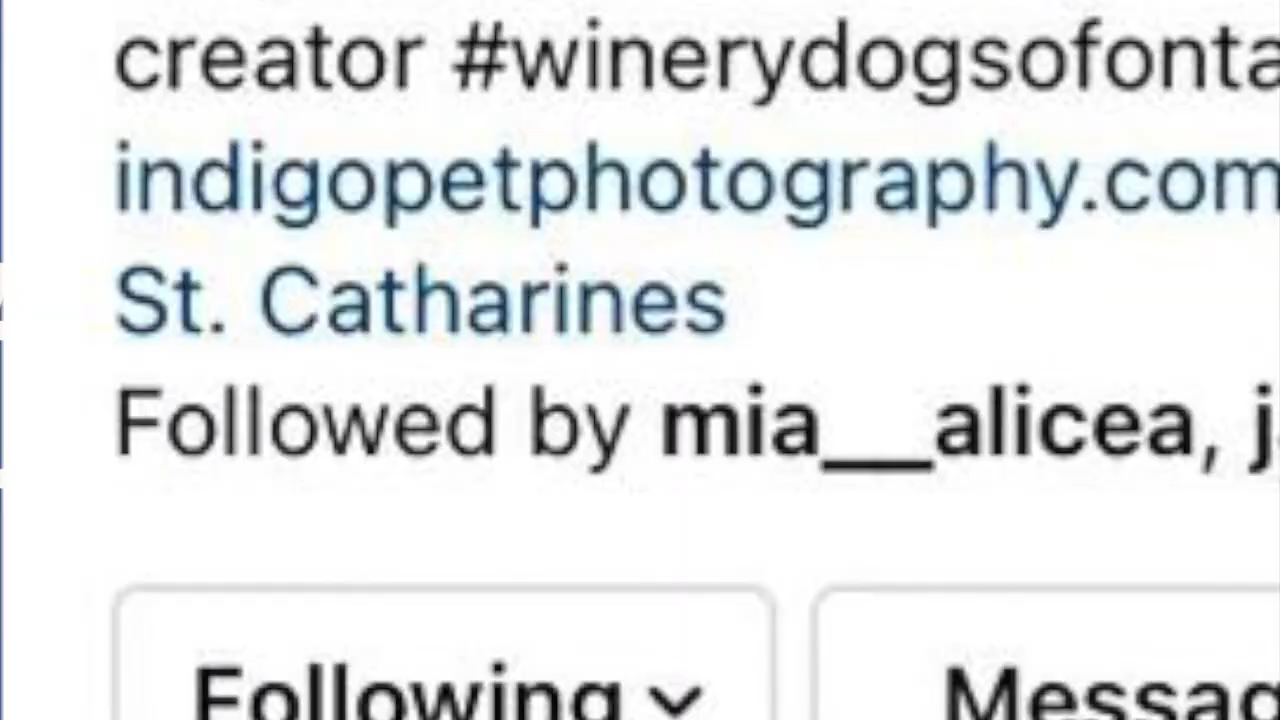 creator #winerydogsofonta
indigopetphotography.com
St. Catharines
Followed by mia__alicea, j
Following
Messag